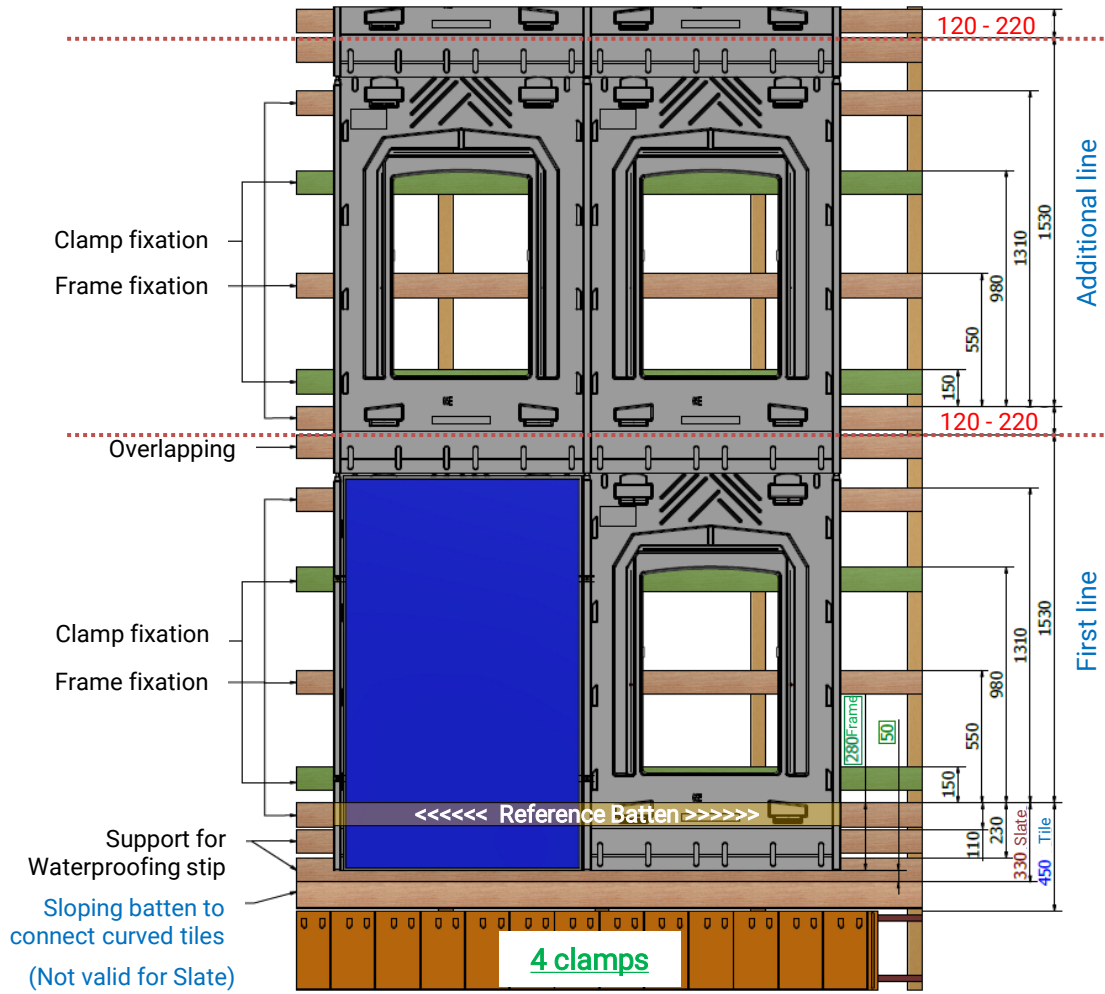 120 - 220
Additional line
1530
1310
980
550
150
Clamp fixation
Frame fixation
120 - 220
Overlapping
First line
1530
1310
980
550
150
280Frame
50
Clamp fixation
Frame fixation
<<<<<< Reference Batten >>>>>>
110
230
330 Slate
450 Tile
Support for
Waterproofing stip
Sloping batten to
connect curved tiles
(Not valid for Slate)
4 clamps